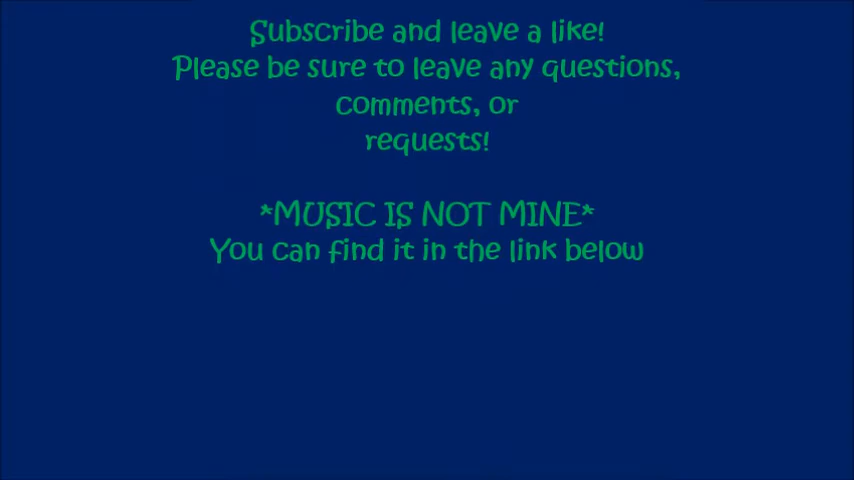 Subscribe and leave a like!
Please be sure to leave any questions,
comments, or
requests!
*MUSIC IS NOT MINE*
You can find it in the link below